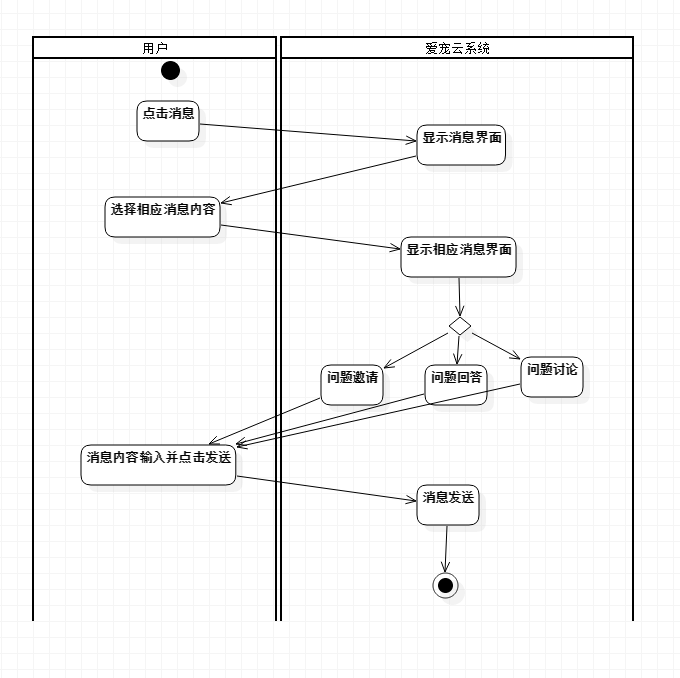 用户
爱宠云系统
点击消息
显示消息界面
选择相应消息内容
显示相应消息界面
问题邀请
问题回答
问题讨论
消息内容输入并点击发送
消息发送